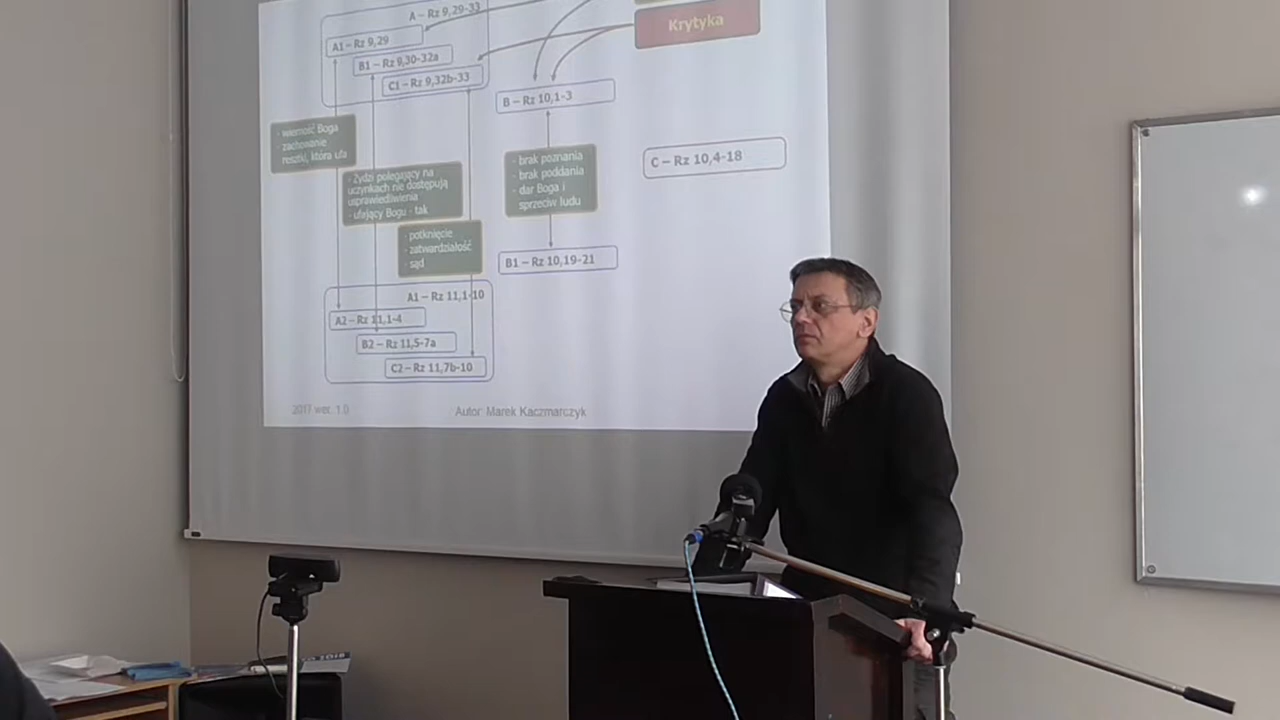 A – Rz 9,29-33
A1 – Rz 9,29
B1 – Rz 9,30-32a
C1 – Rz 9,32b-33
Krytyka
B – Rz 10,1-3
C – Rz 10,4-18
- wierność Boga
- zachowanie
resztki, która ufa
- Żydzi polegający na
uczynkach nie dostępują
usprawiedliwienia
- ufający Bogu - tak
- potknięcie
- zatwardziałość
sąd
- brak poznania
- brak poddania
- dar Boga i
sprzeciw ludu
B1 – Rz 10,19-21
A1 – Rz 11,1-10
A2 – Rz 11,1-4
B2 – Rz 11,5-7a
C2 – Rz 11,7b-10
2017 wer. 1.0
Autor: Marek Kaczmarczyk